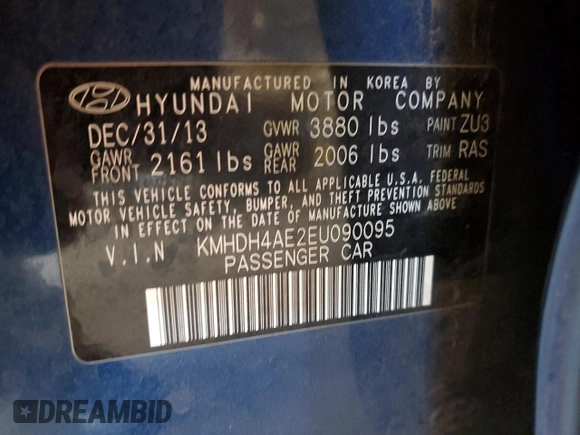 MANUFACTURED IN KOREA BY
HYUNDAI MOTOR COMPANY
DEC/31/13 GVWR 3880 lbs PAINT ZU3
GAWR FRONT 2161 lbs GAWR REAR 2006 lbs TRIM RAS
THIS VEHICLE CONFORMS TO ALL APPLICABLE U.S.A. FEDERAL
MOTOR VEHICLE SAFETY, BUMPER, AND THEFT PREVENTION STANDARDS
IN EFFECT ON THE DATE OF MANUFACTURE SHOWN ABOVE.
V.I.N KMHDH4AE2EU090095
PASSENGER CAR
DREAMBID